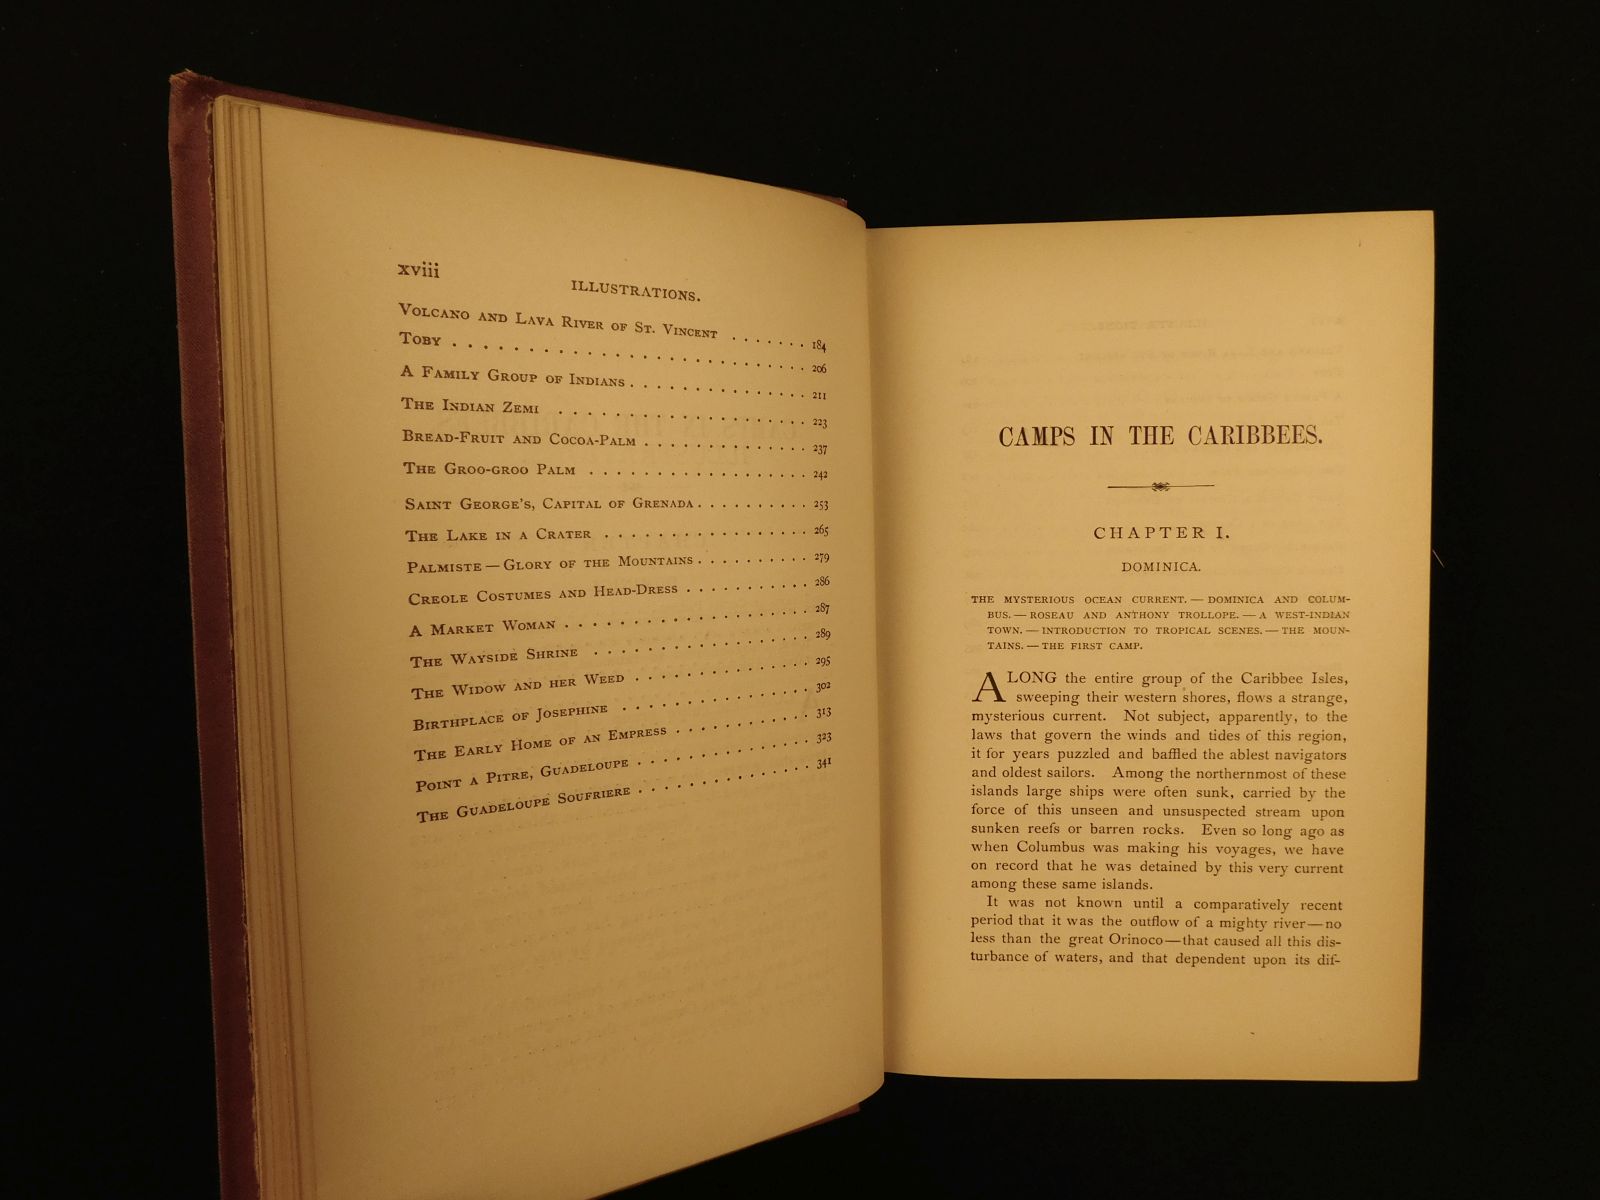 xviii
ILLUSTRATIONS.
VOLCANO AND LAVA RIVER OF ST. VINCENT . . . . . . . 184
TOBY . . . . . . . . . . . . . . . . . . . . . . 206
A FAMILY GROUP OF INDIANS . . . . . . . . . . . . 211
THE INDIAN ZEMI . . . . . . . . . . . . . . . . 223
BREAD-FRUIT AND COCOA-PALM . . . . . . . . . . . 237
THE GROO-GROO PALM . . . . . . . . . . . . . . 242
SAINT GEORGE'S, CAPITAL OF GRENADA . . . . . . . . 253
THE LAKE IN A CRATER . . . . . . . . . . . . . . 265
PALMISTE — GLORY OF THE MOUNTAINS . . . . . . . . 279
CREOLE COSTUMES AND HEAD-DRESS . . . . . . . . . 286
A MARKET WOMAN . . . . . . . . . . . . . . . . 287
THE WAYSIDE SHRINE . . . . . . . . . . . . . . 289
THE WIDOW AND HER WEED . . . . . . . . . . . . 295
BIRTHPLACE OF JOSEPHINE . . . . . . . . . . . . 302
THE EARLY HOME OF AN EMPRESS . . . . . . . . . 313
POINT A PITRE, GUADELOUPE . . . . . . . . . . . 323
THE GUADELOUPE SOUFRIERE . . . . . . . . . . . 341
CAMPS IN THE CARIBBEES.
CHAPTER I.
DOMINICA.
THE MYSTERIOUS OCEAN CURRENT. — DOMINICA AND COLUM-
BUS. — ROSEAU AND ANTHONY TROLLOPE. — A WEST-INDIAN
TOWN. — INTRODUCTION TO TROPICAL SCENES. — THE MOUN-
TAINS. — THE FIRST CAMP.
ALONG the entire group of the Caribbee Isles,
sweeping their western shores, flows a strange,
mysterious current. Not subject, apparently, to the
laws that govern the winds and tides of this region,
it for years puzzled and baffled the ablest navigators
and oldest sailors. Among the northernmost of these
islands large ships were often sunk, carried by the
force of this unseen and unsuspected stream upon
sunken reefs or barren rocks. Even so long ago as
when Columbus was making his voyages, we have
on record that he was detained by this very current
among these same islands.
It was not known until a comparatively recent
period that it was the outflow of a mighty river — no
less than the great Orinoco — that caused all this dis-
turbance of waters, and that dependent upon its dif-